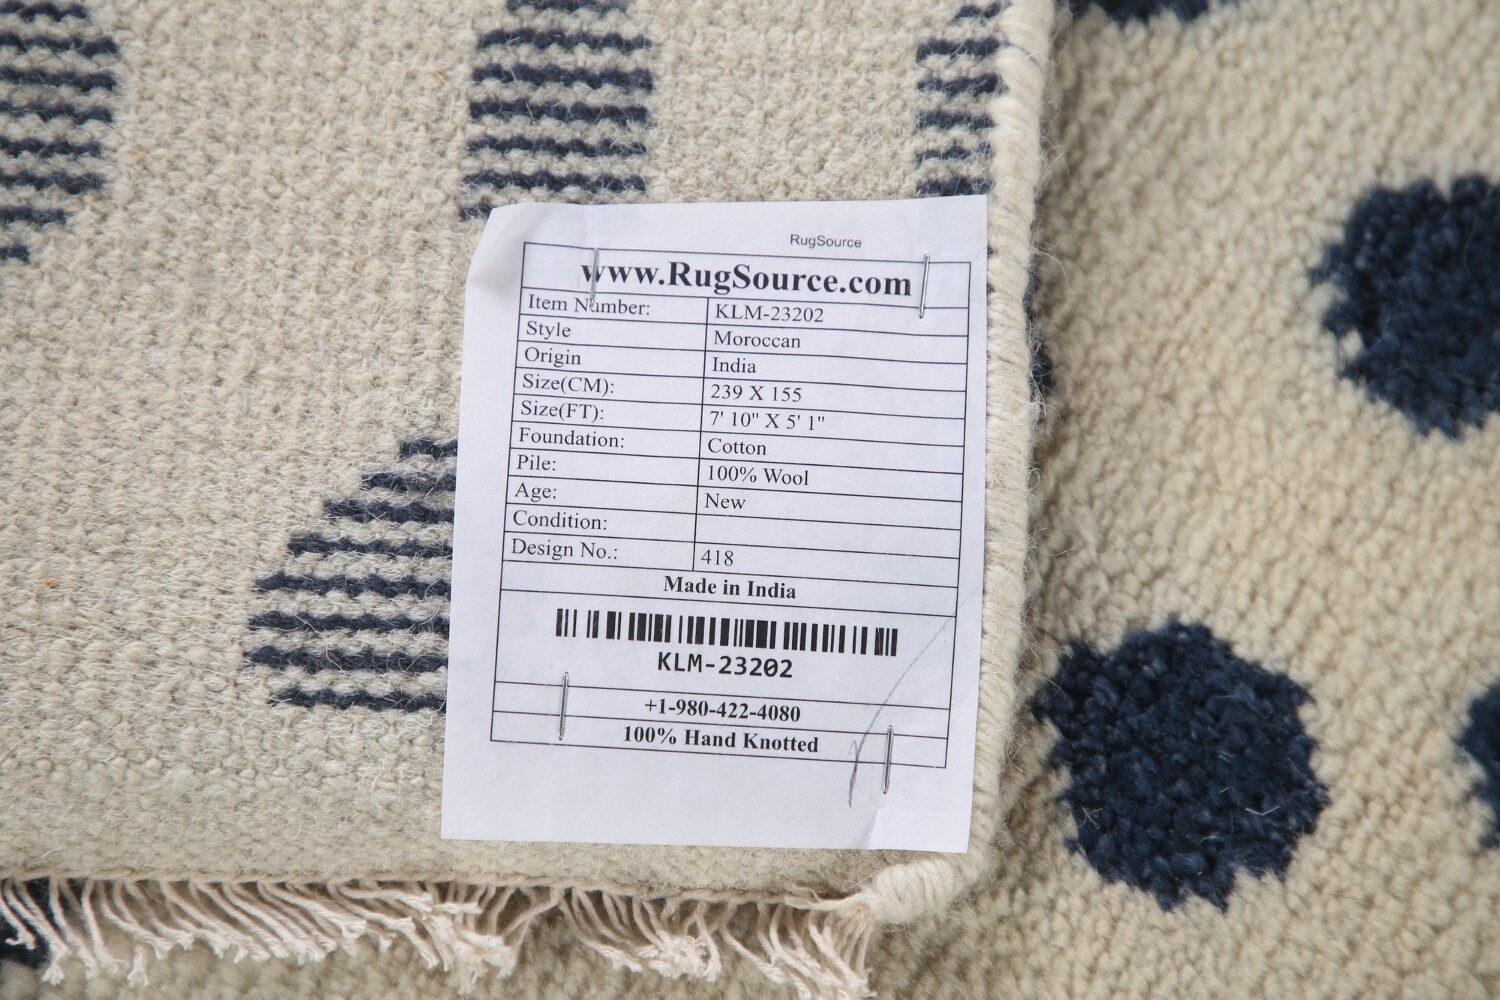 RugSource
www.RugSource.com
Item Number: KLM-23202
Style Moroccan
Origin India
Size(CM): 239 X 155
Size(FT): 7' 10" X 5' 1"
Foundation: Cotton
Pile: 100% Wool
Age: New
Condition:
Design No.: 418
Made in India
KLM-23202
+1-980-422-4080
100% Hand Knotted